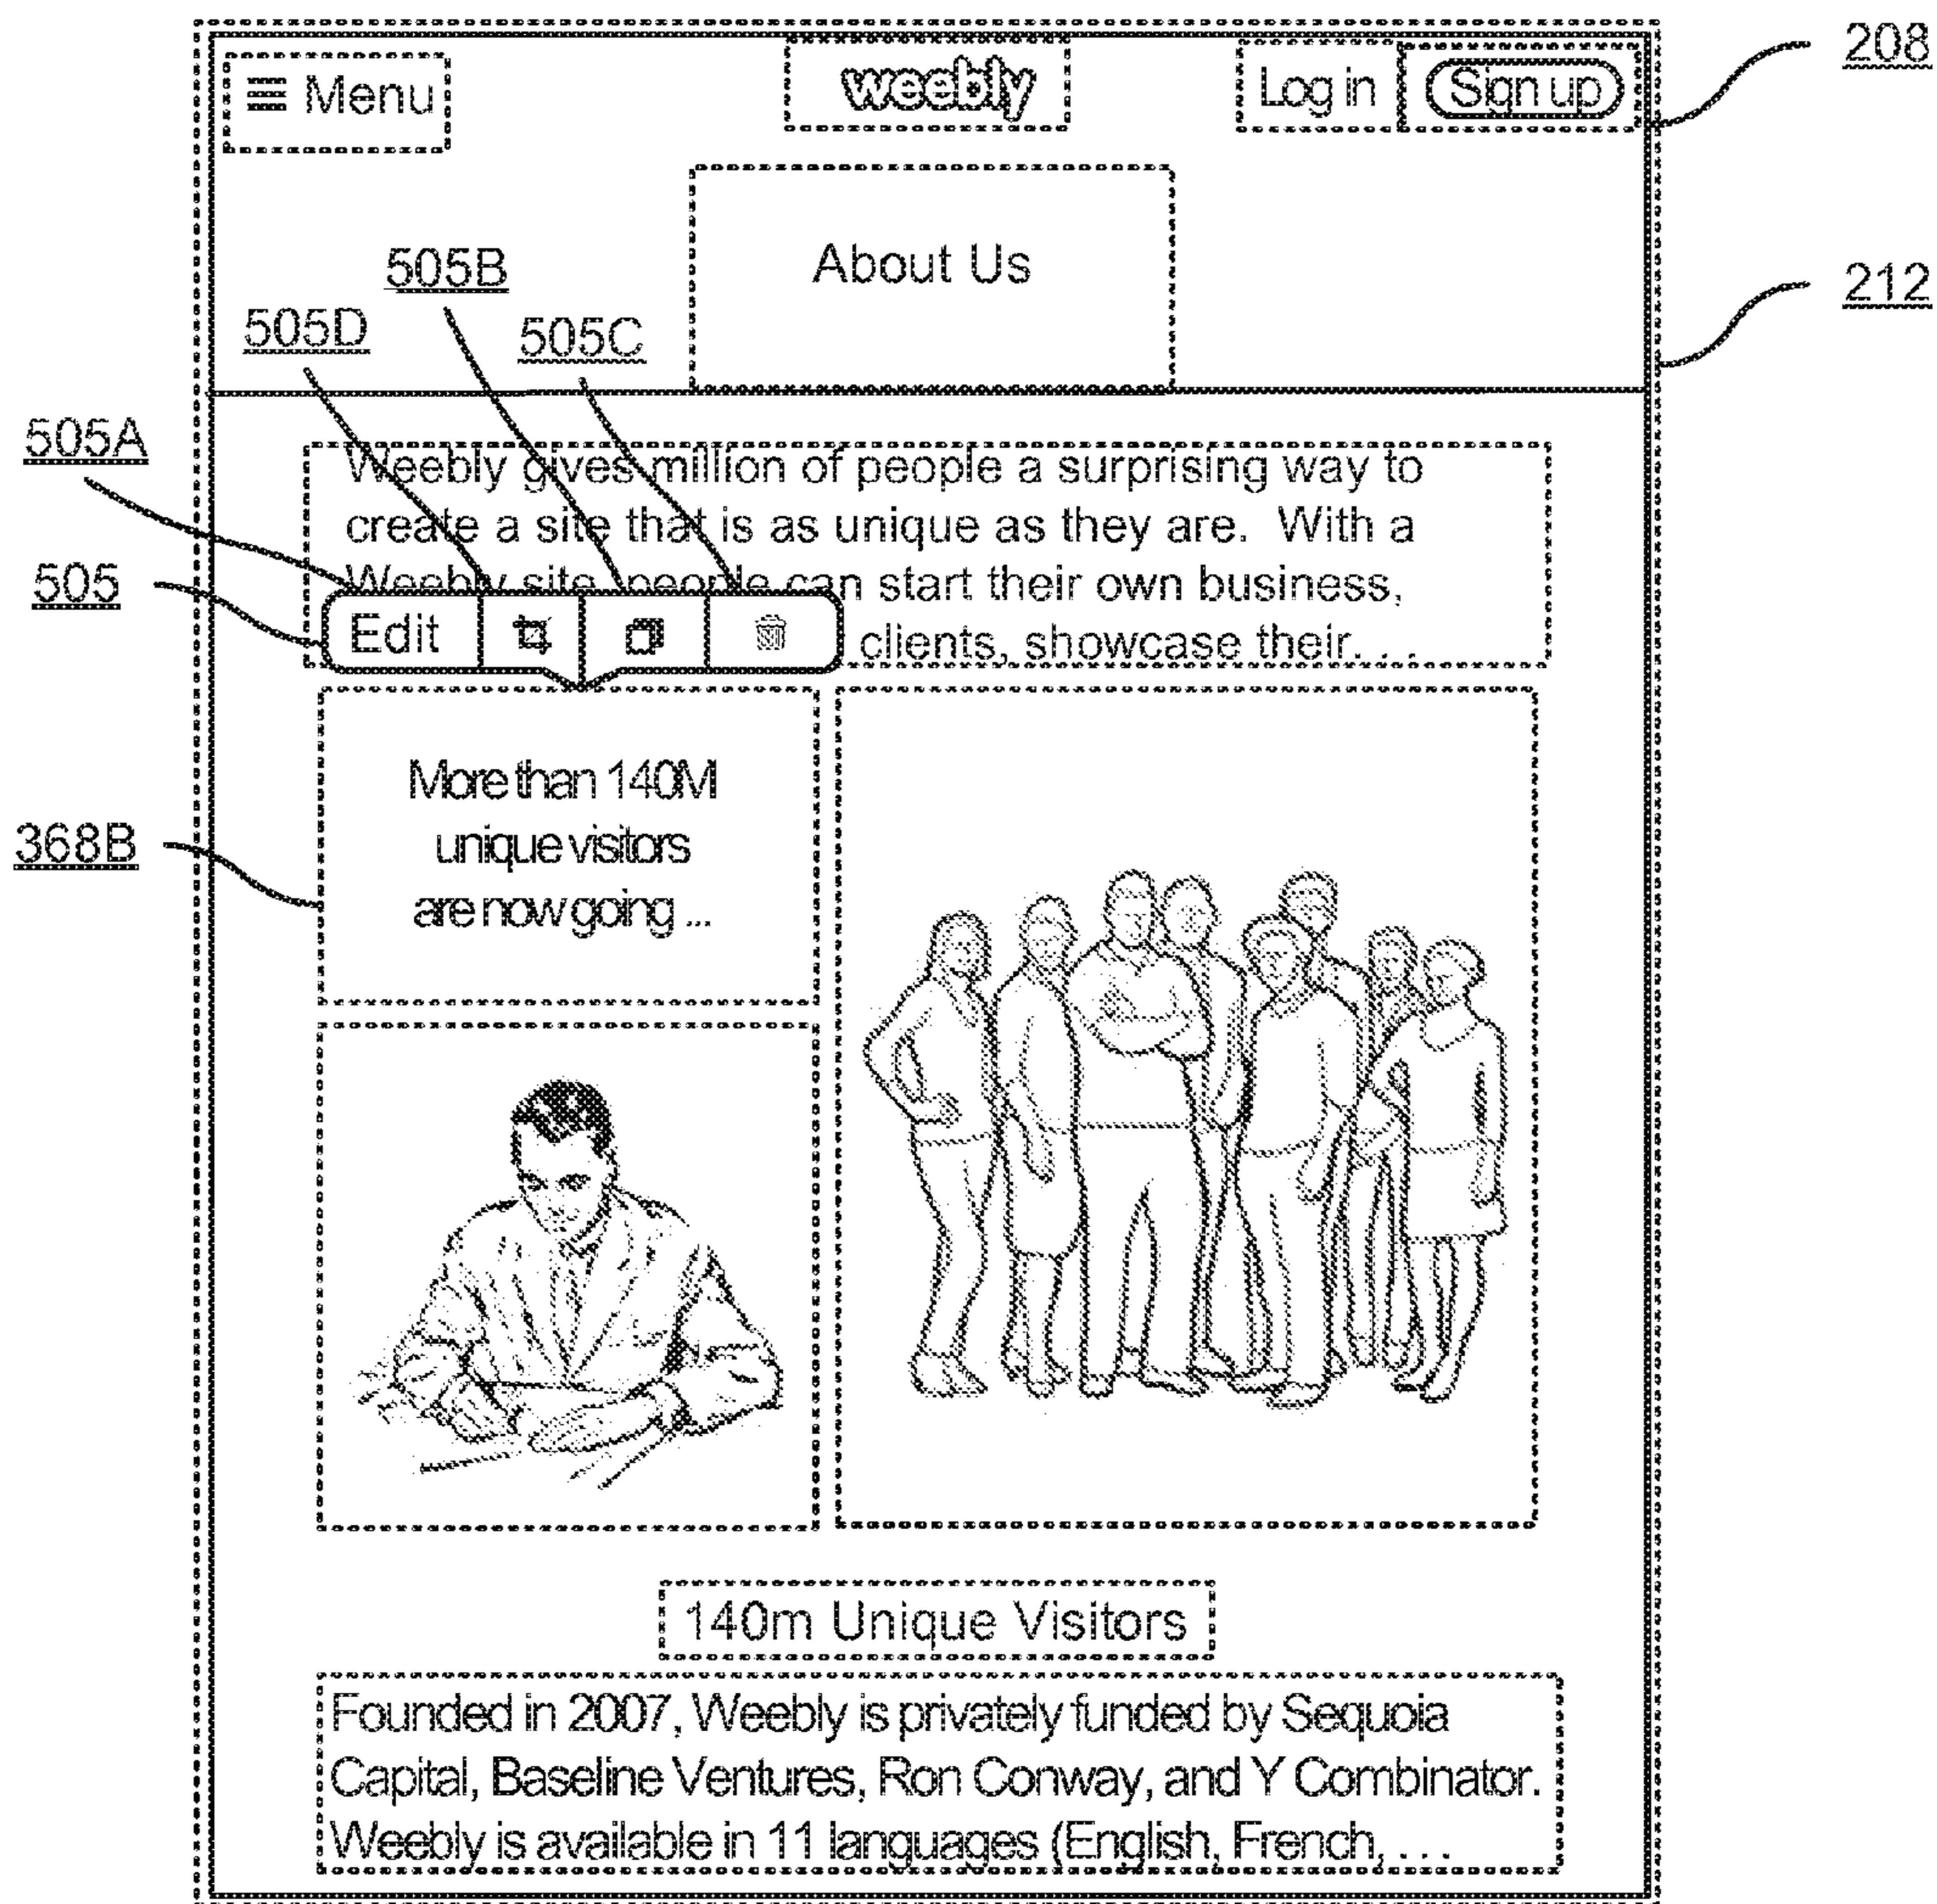 208
Menu
weebly
Log in
Sign up
212
About Us
505B
505D
505C
505A
Weebly gives million of people a surprising way to
create a site that is as unique as they are. With a
505
Weebly site, people can start their own business,
Edit
clients, showcase their. . .
More than 140M
unique visitors
are now going ...
368B
140m Unique Visitors
Founded in 2007, Weebly is privately funded by Sequoia
Capital, Baseline Ventures, Ron Conway, and Y Combinator.
Weebly is available in 11 languages (English, French, . . .